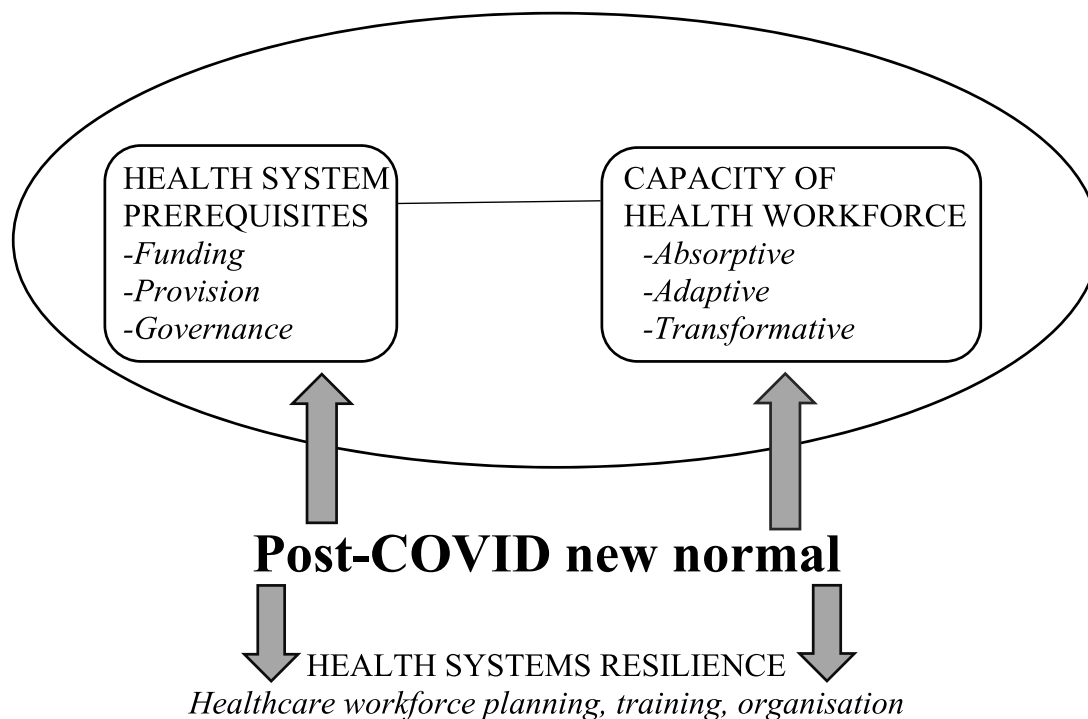 HEALTH SYSTEM
PREREQUISITES
-Funding
-Provision
-Governance
CAPACITY OF
HEALTH WORKFORCE
-Absorptive
-Adaptive
-Transformative
Post-COVID new normal
HEALTH SYSTEMS RESILIENCE
Healthcare workforce planning, training, organisation